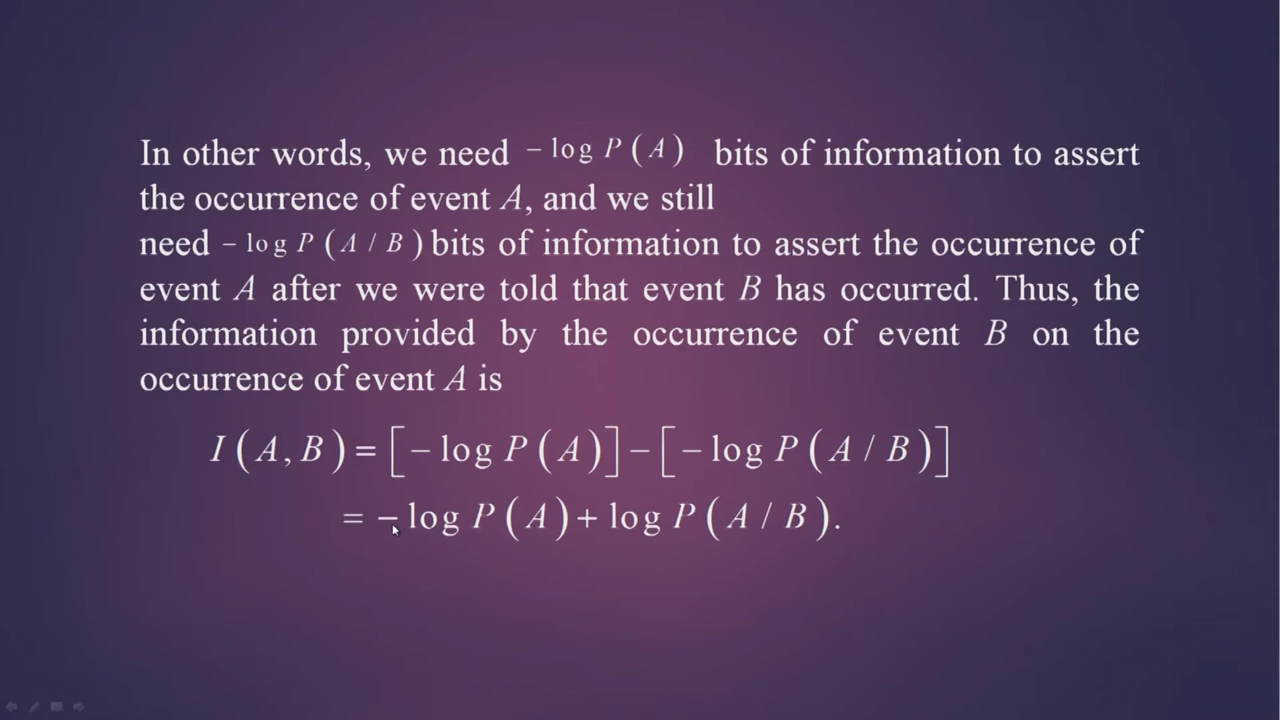 In other words, we need − log P ( A ) bits of information to assert
the occurrence of event A, and we still
need − log P ( A / B ) bits of information to assert the occurrence of
event A after we were told that event B has occurred. Thus, the
information provided by the occurrence of event B on the
occurrence of event A is
I ( A , B ) = [ − log P ( A ) ] − [ − log P ( A / B ) ]
= − log P ( A ) + log P ( A / B ) .